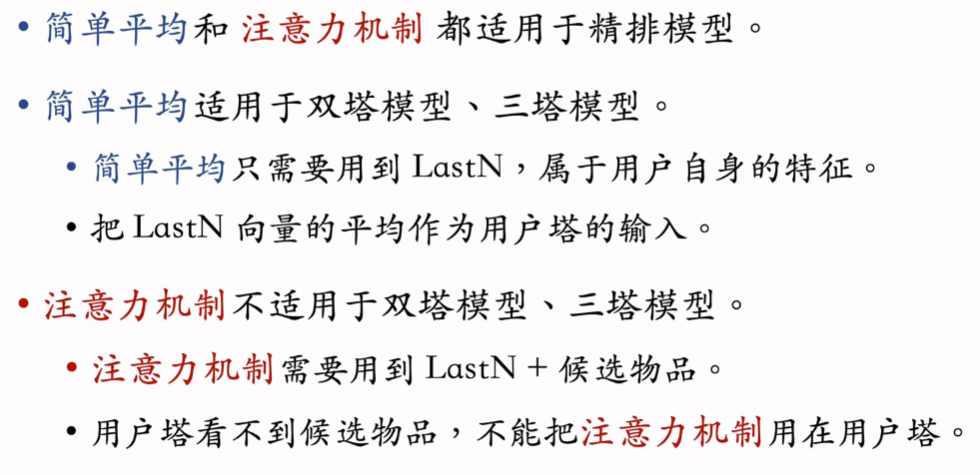 • 简单平均和 注意力机制 都适用于精排模型。
• 简单平均适用于双塔模型、三塔模型。
• 简单平均只需要用到 LastN，属于用户自身的特征。
• 把 LastN 向量的平均作为用户塔的输入。
• 注意力机制不适用于双塔模型、三塔模型。
• 注意力机制需要用到 LastN + 候选物品。
• 用户塔看不到候选物品，不能把注意力机制用在用户塔。